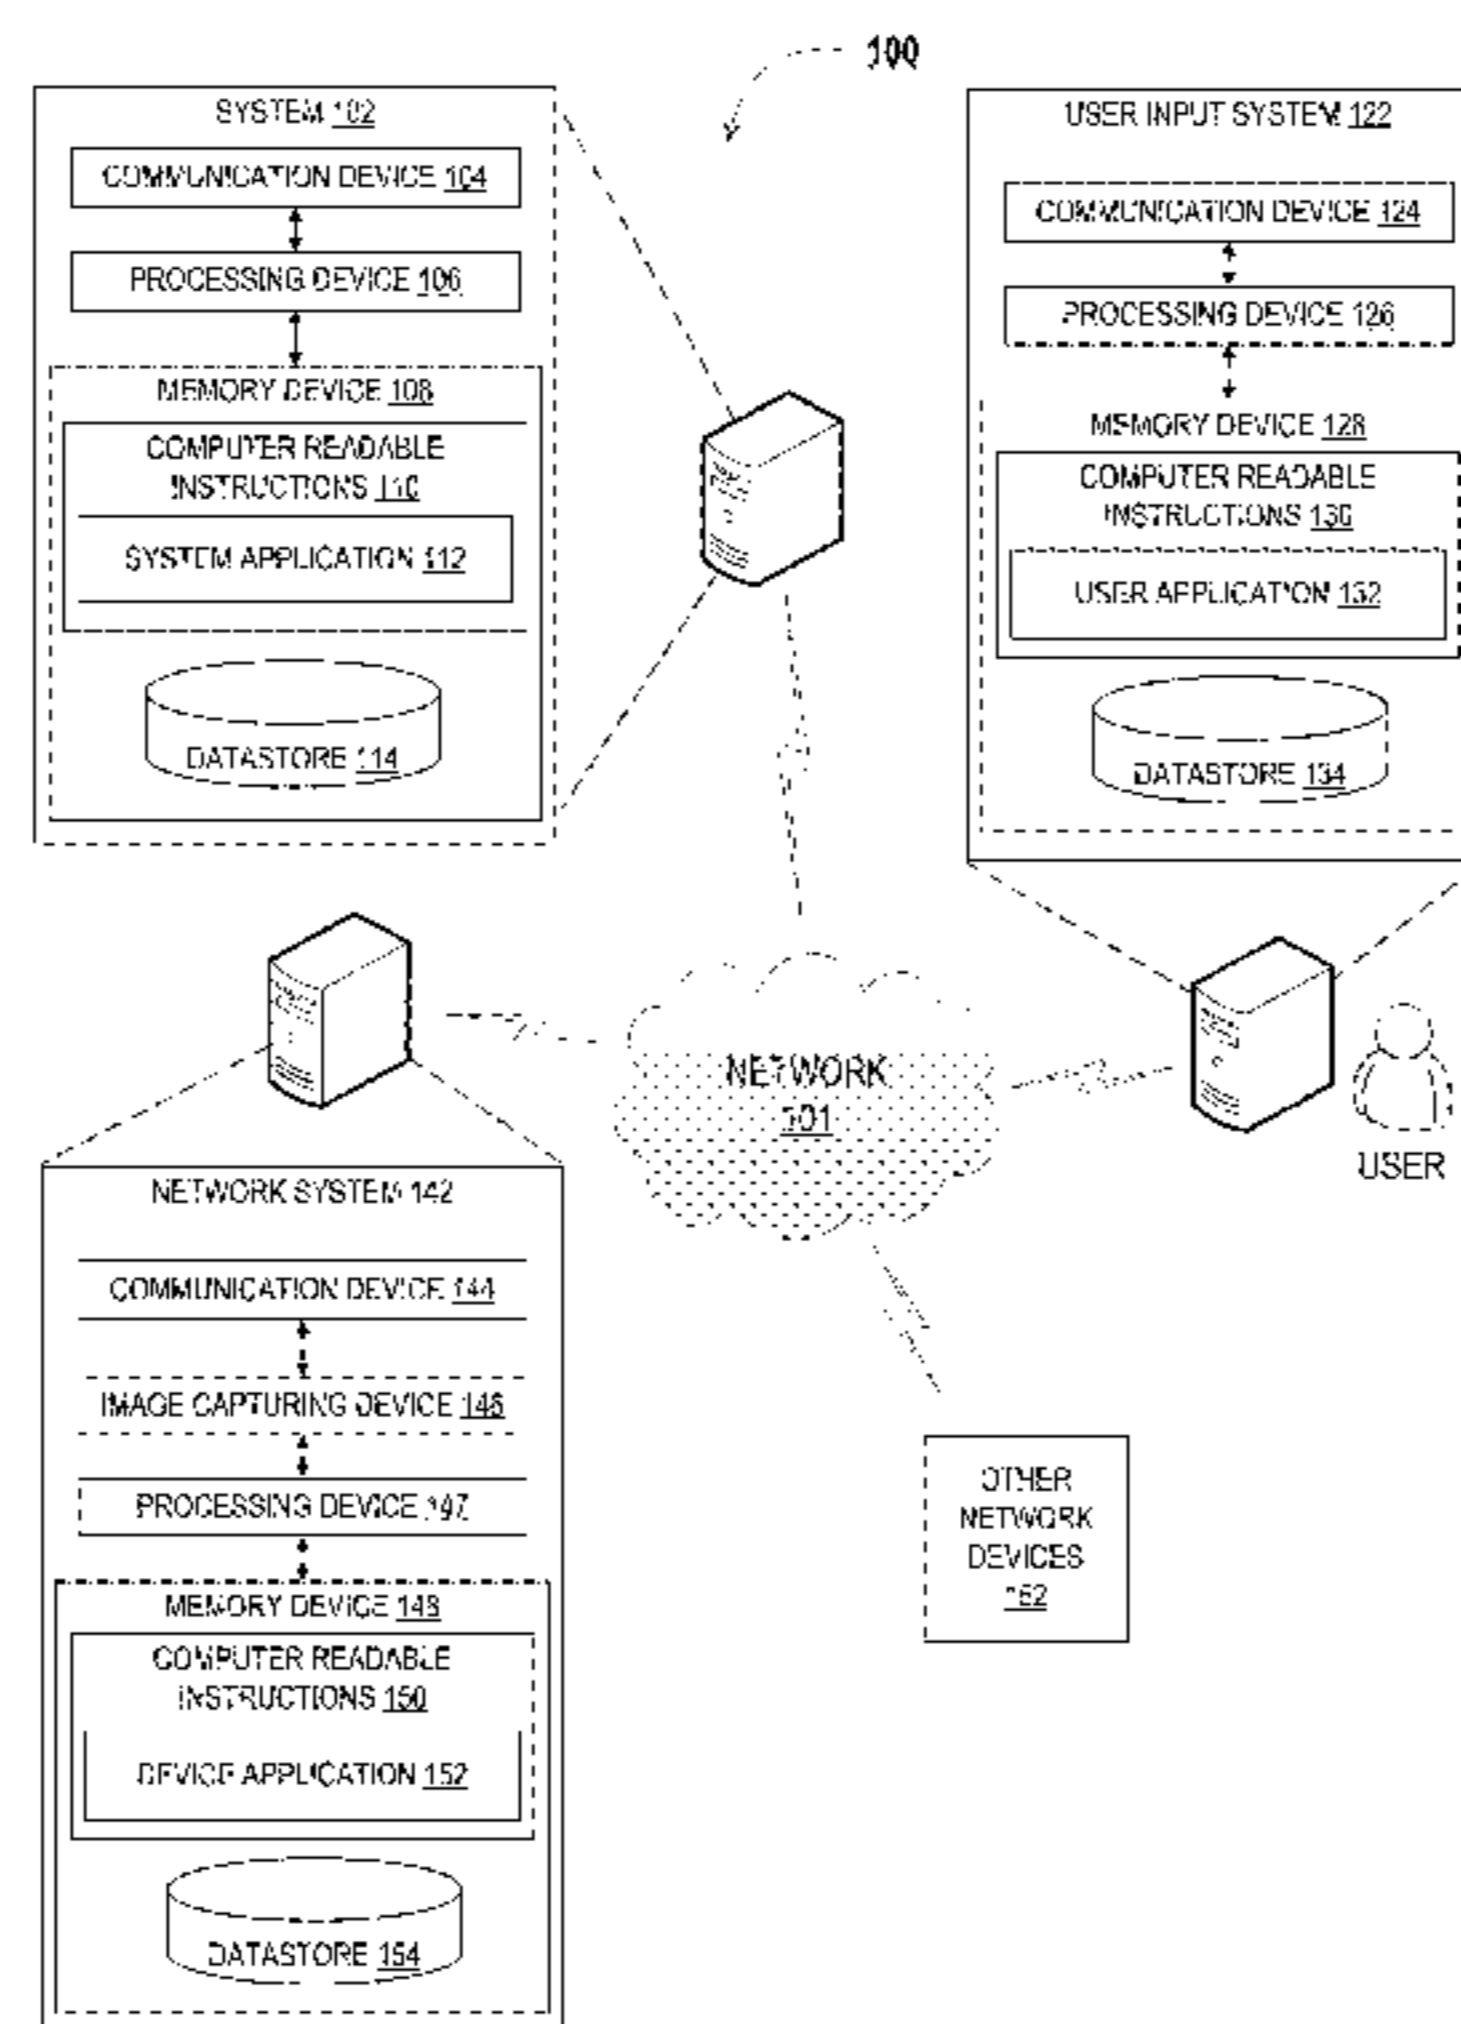 100
SYSTEM 102
COMMUNICATION DEVICE 104
PROCESSING DEVICE 106
MEMORY DEVICE 108
COMPUTER READABLE
INSTRUCTIONS 110
SYSTEM APPLICATION 112
DATASTORE 114
USER INPUT SYSTEM 122
COMMUNICATION DEVICE 124
PROCESSING DEVICE 126
MEMORY DEVICE 128
COMPUTER READABLE
INSTRUCTIONS 130
USER APPLICATION 132
DATASTORE 134
NETWORK
101
USER
NETWORK SYSTEM 142
COMMUNICATION DEVICE 144
IMAGE CAPTURING DEVICE 146
PROCESSING DEVICE 147
MEMORY DEVICE 148
COMPUTER READABLE
INSTRUCTIONS 150
DEVICE APPLICATION 152
DATASTORE 154
OTHER
NETWORK
DEVICES
162